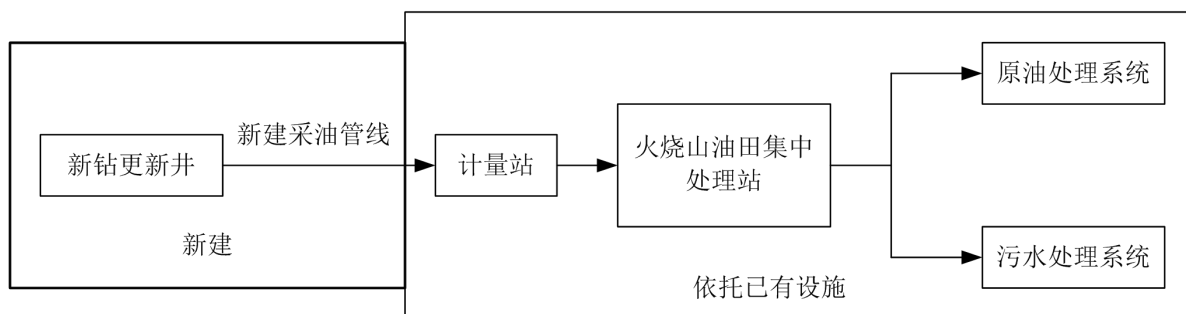 原油处理系统
新建采油管线
新钻更新井
计量站
火烧山油田集中
处理站
新建
污水处理系统
依托已有设施